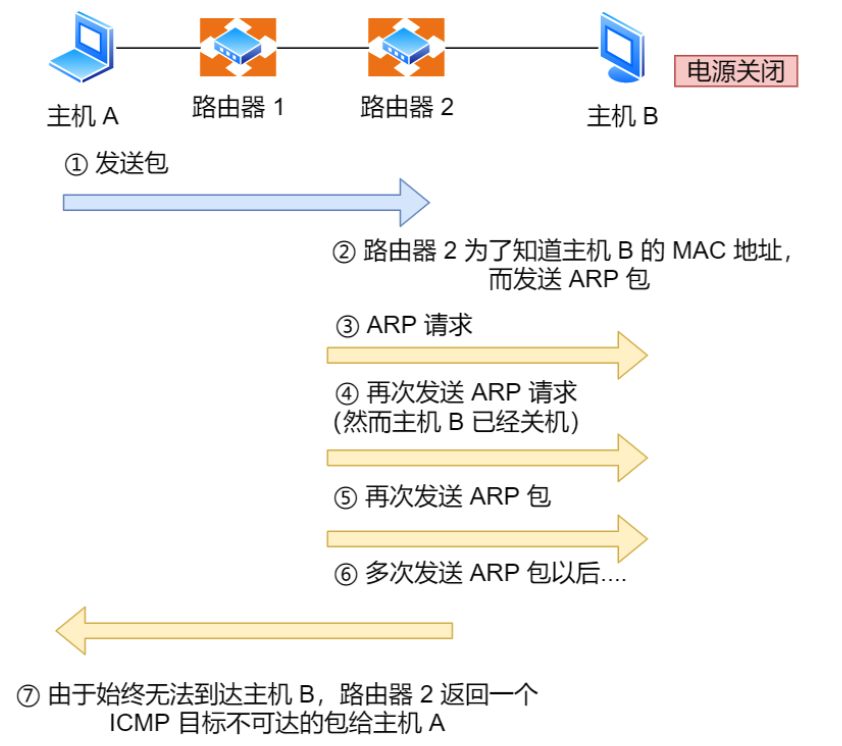 电源关闭
主机 A
路由器 1
路由器 2
主机 B
① 发送包
② 路由器 2 为了知道主机 B 的 MAC 地址，
而发送 ARP 包
③ ARP 请求
④ 再次发送 ARP 请求
（然而主机 B 已经关机）
⑤ 再次发送 ARP 包
⑥ 多次发送 ARP 包以后....
⑦ 由于始终无法到达主机 B，路由器 2 返回一个
ICMP 目标不可达的包给主机 A